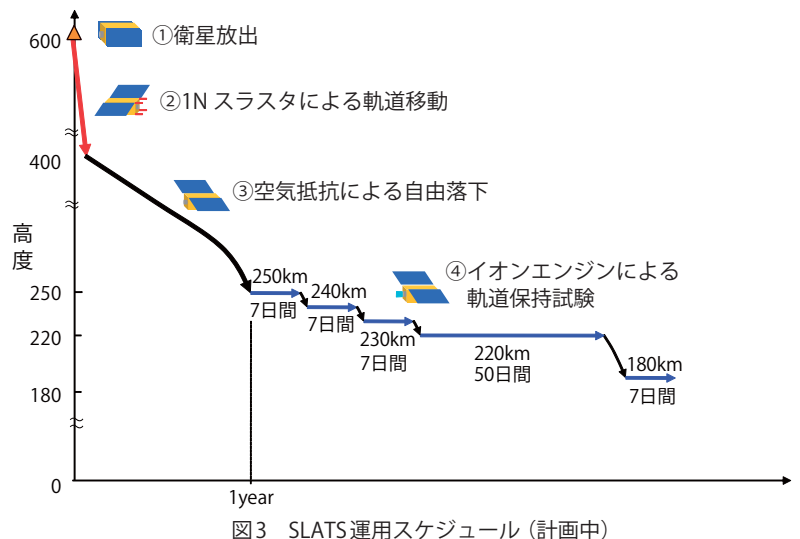 600
①衛星放出
②1N スラスタによる軌道移動
400
③空気抵抗による自由落下
高度
④イオンエンジンによる
軌道保持試験
250
250km
7日間
240km
7日間
230km
7日間
220
220km
50日間
180km
7日間
180
0
1year
図3 SLATS運用スケジュール（計画中）